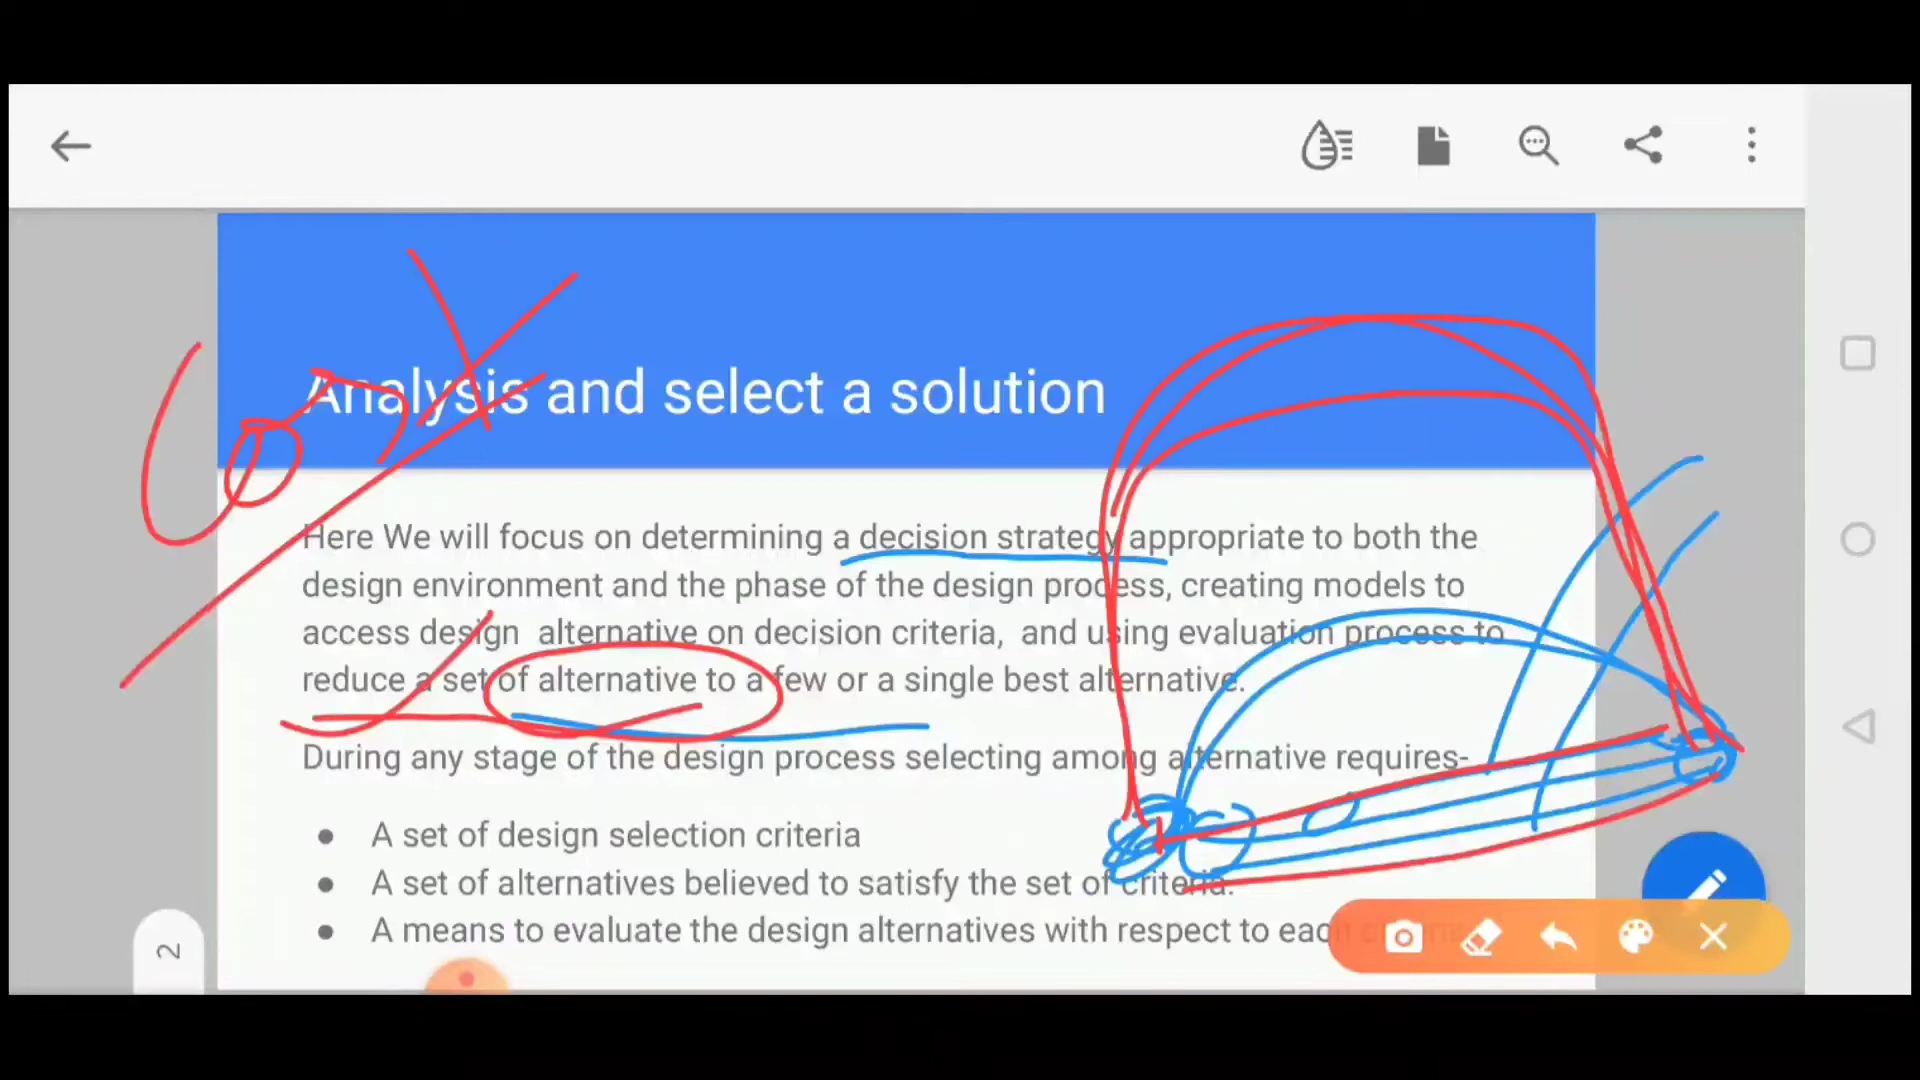 Analysis and select a solution
Here We will focus on determining a decision strategy appropriate to both the
design environment and the phase of the design process, creating models to
access design alternative on decision criteria, and using evaluation process to
reduce a set of alternative to a few or a single best alternative.
During any stage of the design process selecting among alternative requires-
● A set of design selection criteria
● A set of alternatives believed to satisfy the set of criteria.
● A means to evaluate the design alternatives with respect to each
2